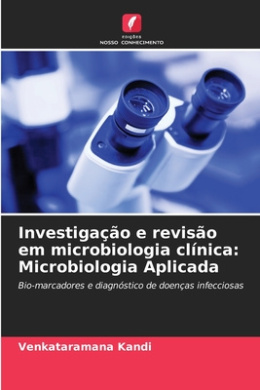 edições
NOSSO CONHECIMENTO
Investigação e revisão
em microbiologia clínica:
Microbiologia Aplicada
Bio-marcadores e diagnóstico de doenças infecciosas
Venkataramana Kandi